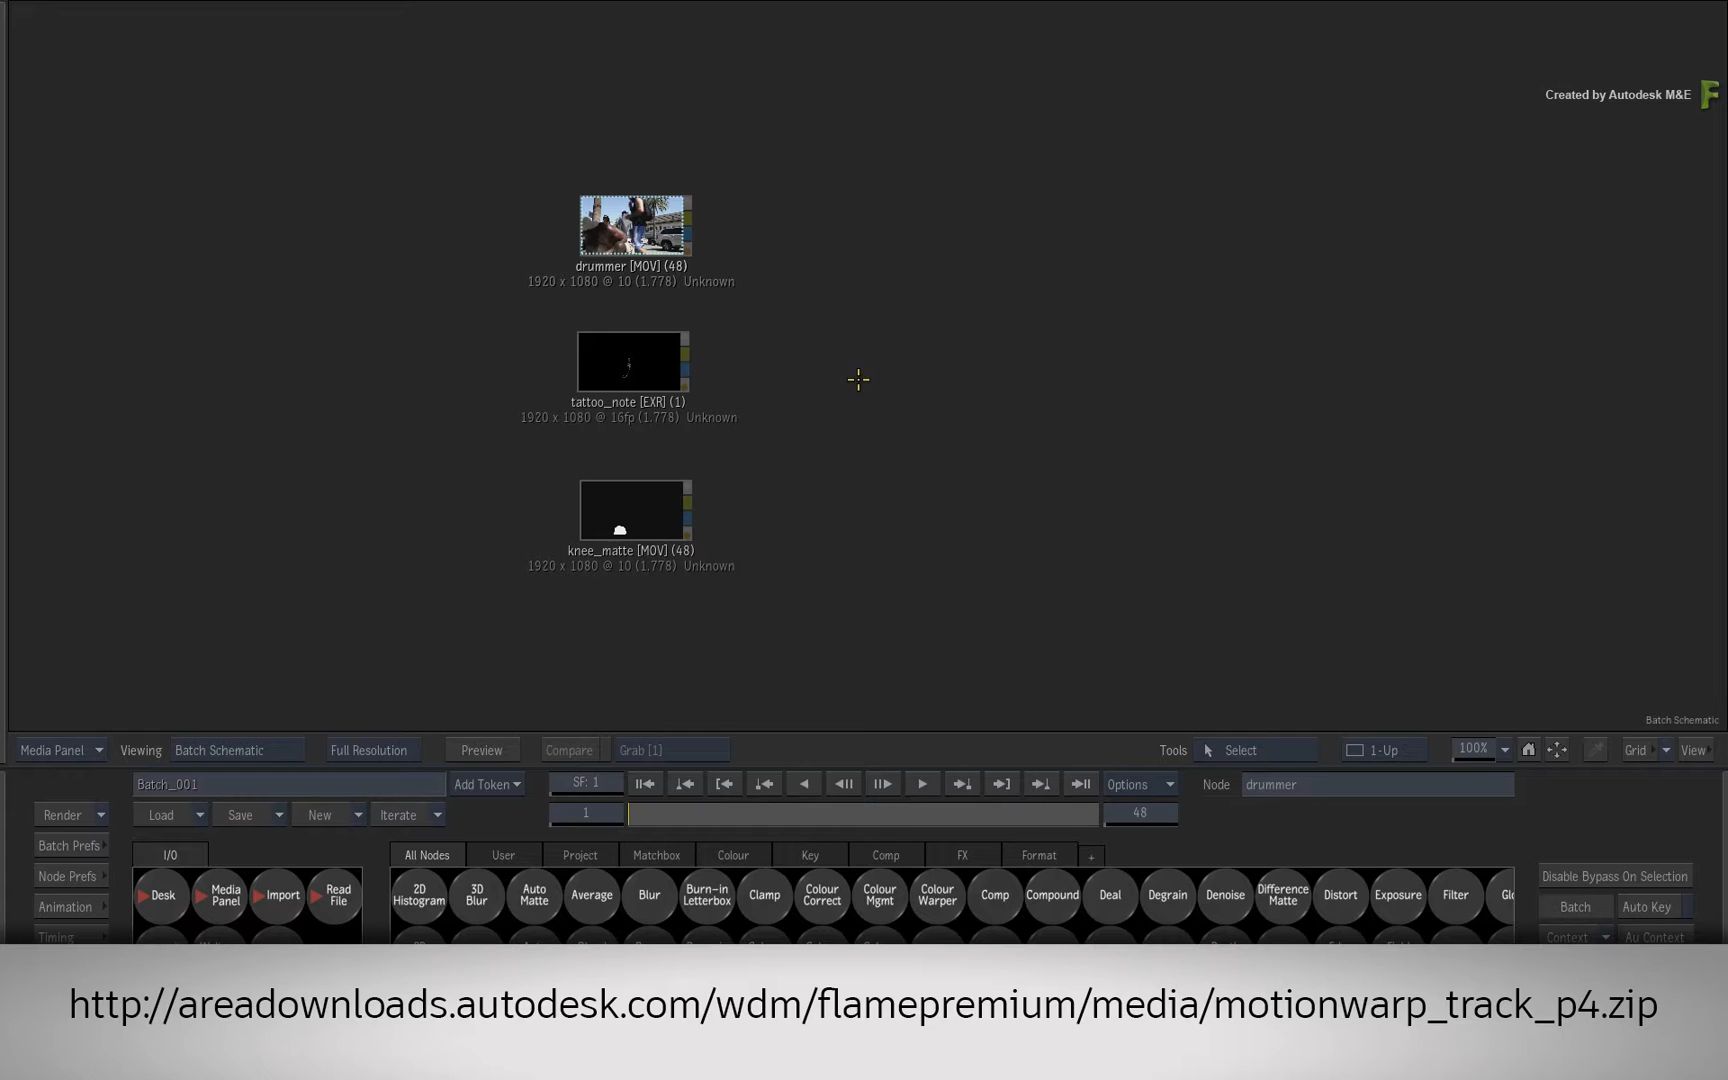 Created by Autodesk M&E
drummer [MOV] (48)
1920 x 1080 @ 10 (1.778) Unknown
tattoo_note [EXR] (1)
1920 x 1080 @ 16fp (1.778) Unknown
knee_matte [MOV] (48)
1920 x 1080 @ 10 (1.778) Unknown
Batch Schematic
Media Panel Viewing Batch Schematic Full Resolution Preview Compare Grab [1] Tools Select 1-Up 100% Grid View
Batch_001 Add Token SF: 1 Options Node drummer
Render Load Save New Iterate 1 48
Batch Prefs I/O All Nodes User Project Matchbox Colour Key Comp FX Format +
Node Prefs Disable Bypass On Selection
Desk Media Panel Import Read File 2D Histogram 3D Blur Auto Matte Average Blur Burn-in Letterbox Clamp Colour Correct Colour Mgmt Colour Warper Comp Compound Deal Degrain Denoise Difference Matte Distort Exposure Filter
Animation Batch Auto Key
Timing Context Au Context
http://areadownloads.autodesk.com/wdm/flamepremium/media/motionwarp_track_p4.zip